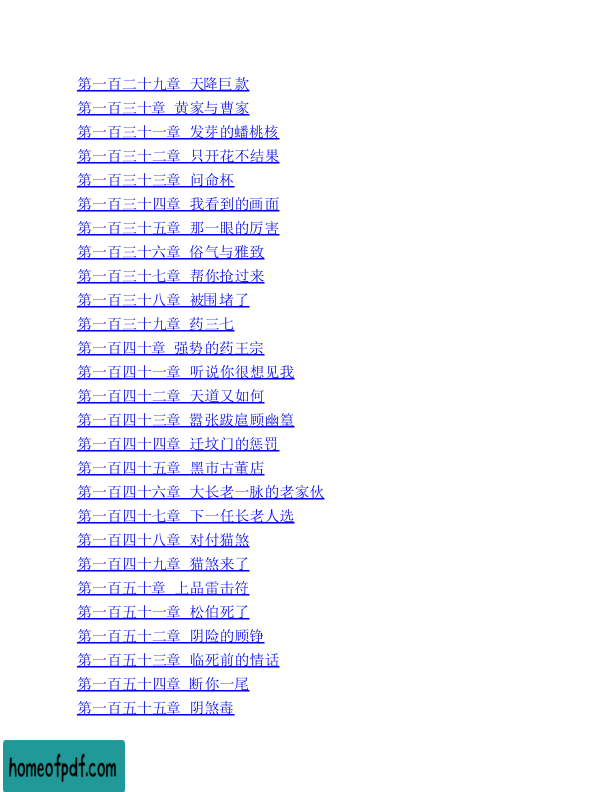 第一百二十九章 天降巨款
第一百三十章 黄家与曹家
第一百三十一章 发芽的蟠桃核
第一百三十二章 只开花不结果
第一百三十三章 问命杯
第一百三十四章 我看到的画面
第一百三十五章 那一眼的厉害
第一百三十六章 俗气与雅致
第一百三十七章 帮你抢过来
第一百三十八章 被围堵了
第一百三十九章 药三七
第一百四十章 强势的药王宗
第一百四十一章 听说你很想见我
第一百四十二章 天道又如何
第一百四十三章 嚣张跋扈顾幽篁
第一百四十四章 迁坟门的惩罚
第一百四十五章 黑市古董店
第一百四十六章 大长老一脉的老家伙
第一百四十七章 下一任长老人选
第一百四十八章 对付猫煞
第一百四十九章 猫煞来了
第一百五十章 上品雷击符
第一百五十一章 松伯死了
第一百五十二章 阴险的顾铮
第一百五十三章 临死前的情话
第一百五十四章 断你一尾
第一百五十五章 阴煞毒
homeofpdf.com